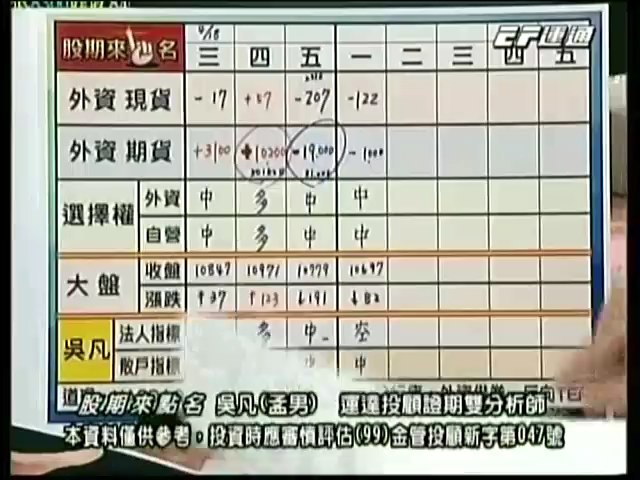 4/18
股期來 名 三 四 五 一 二 三 四 五
EF 運通
外資 現貨 -17 +57 -207 -122
外資 期貨 +3100 +10200 -19,000 -1000
選擇權 外資 中 多 中 中
自營 中 多 中 中
大盤 收盤 10847 10971 10779 10697
漲跌 ↑37 ↑123 ↓191 ↓82
吳凡 法人指標 多 中 空
散戶指標 中 中
股期來點名 吳凡(孟男) 運達投顧證期雙分析師
本資料僅供參考，投資時應審慎評估(99)金管投顧新字第047號